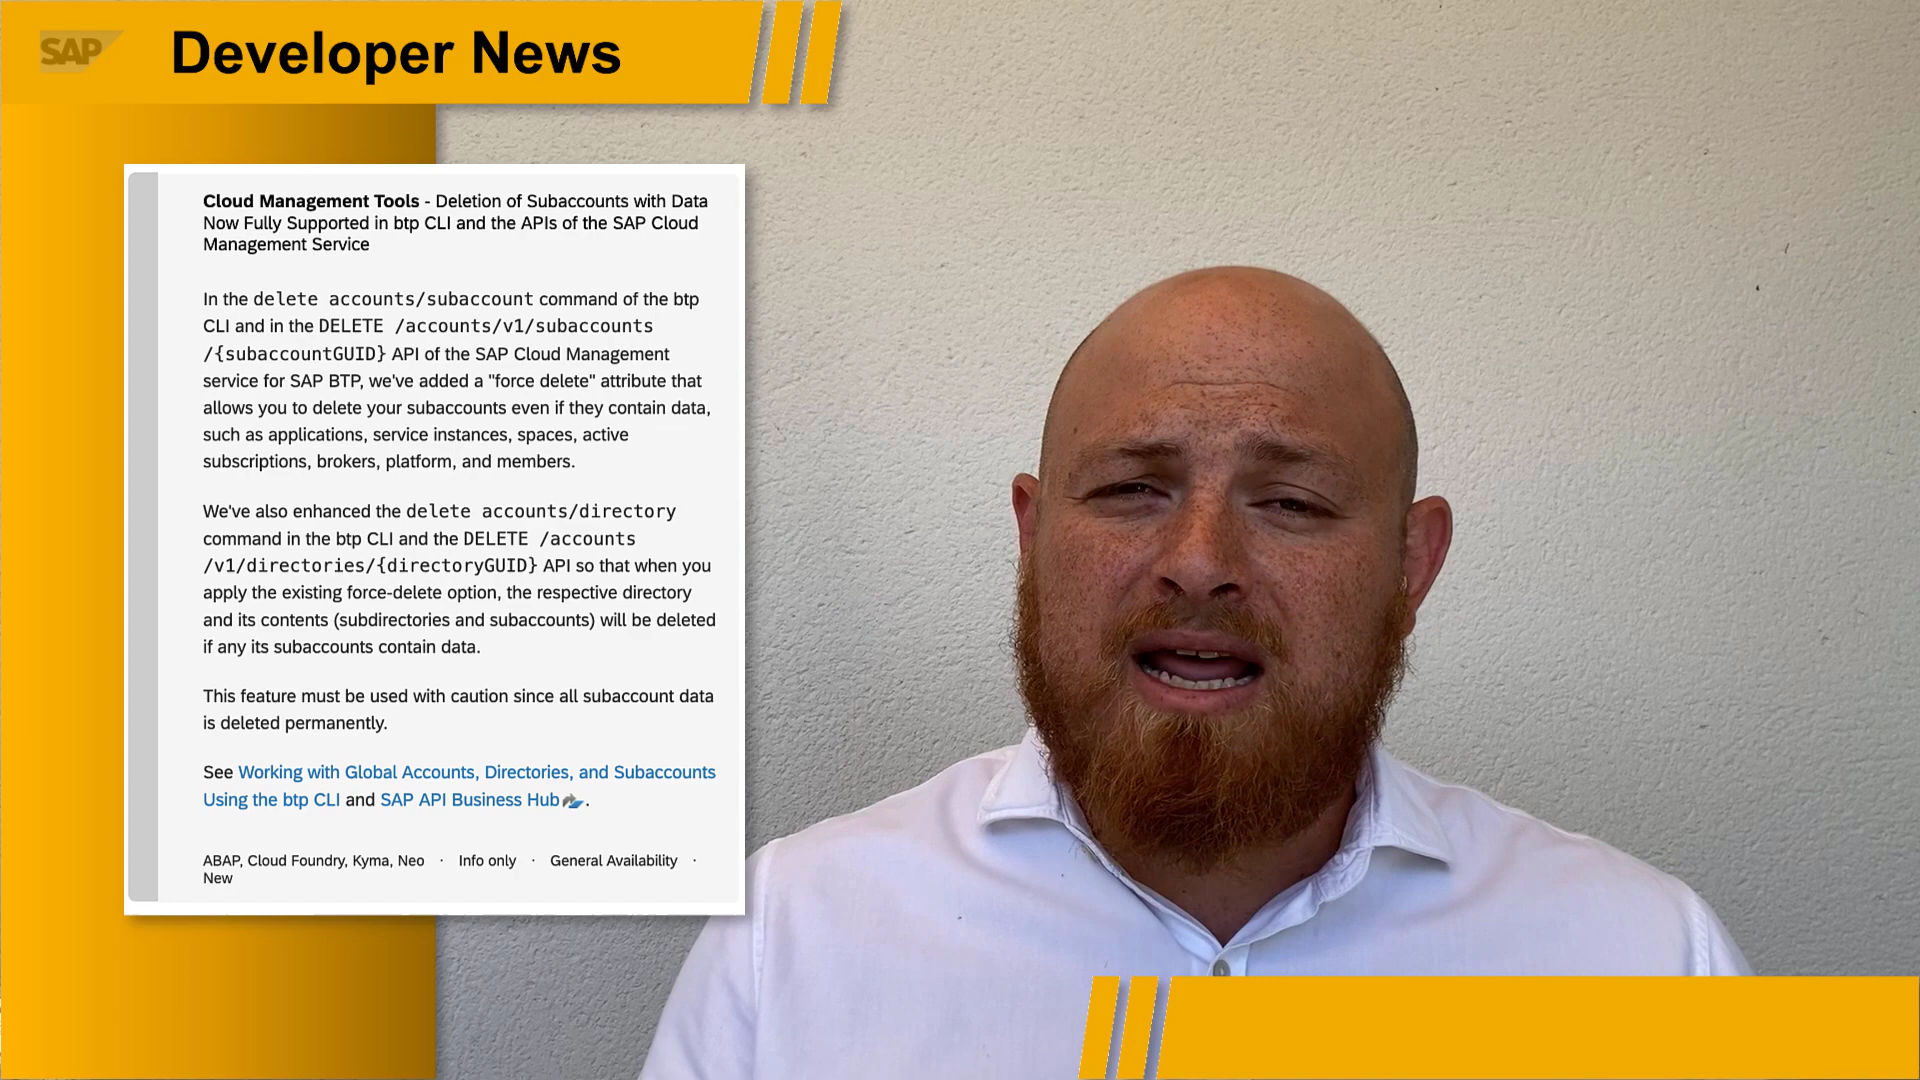 SAP
Developer News
Cloud Management Tools - Deletion of Subaccounts with Data
Now Fully Supported in btp CLI and the APIs of the SAP Cloud
Management Service
In the delete accounts/subaccount command of the btp
CLI and in the DELETE /accounts/v1/subaccounts
/{subaccountGUID} API of the SAP Cloud Management
service for SAP BTP, we've added a "force delete" attribute that
allows you to delete your subaccounts even if they contain data,
such as applications, service instances, spaces, active
subscriptions, brokers, platform, and members.
We've also enhanced the delete accounts/directory
command in the btp CLI and the DELETE /accounts
/v1/directories/{directoryGUID} API so that when you
apply the existing force-delete option, the respective directory
and its contents (subdirectories and subaccounts) will be deleted
if any its subaccounts contain data.
This feature must be used with caution since all subaccount data
is deleted permanently.
See Working with Global Accounts, Directories, and Subaccounts
Using the btp CLI and SAP API Business Hub.
ABAP, Cloud Foundry, Kyma, Neo · Info only · General Availability ·
New